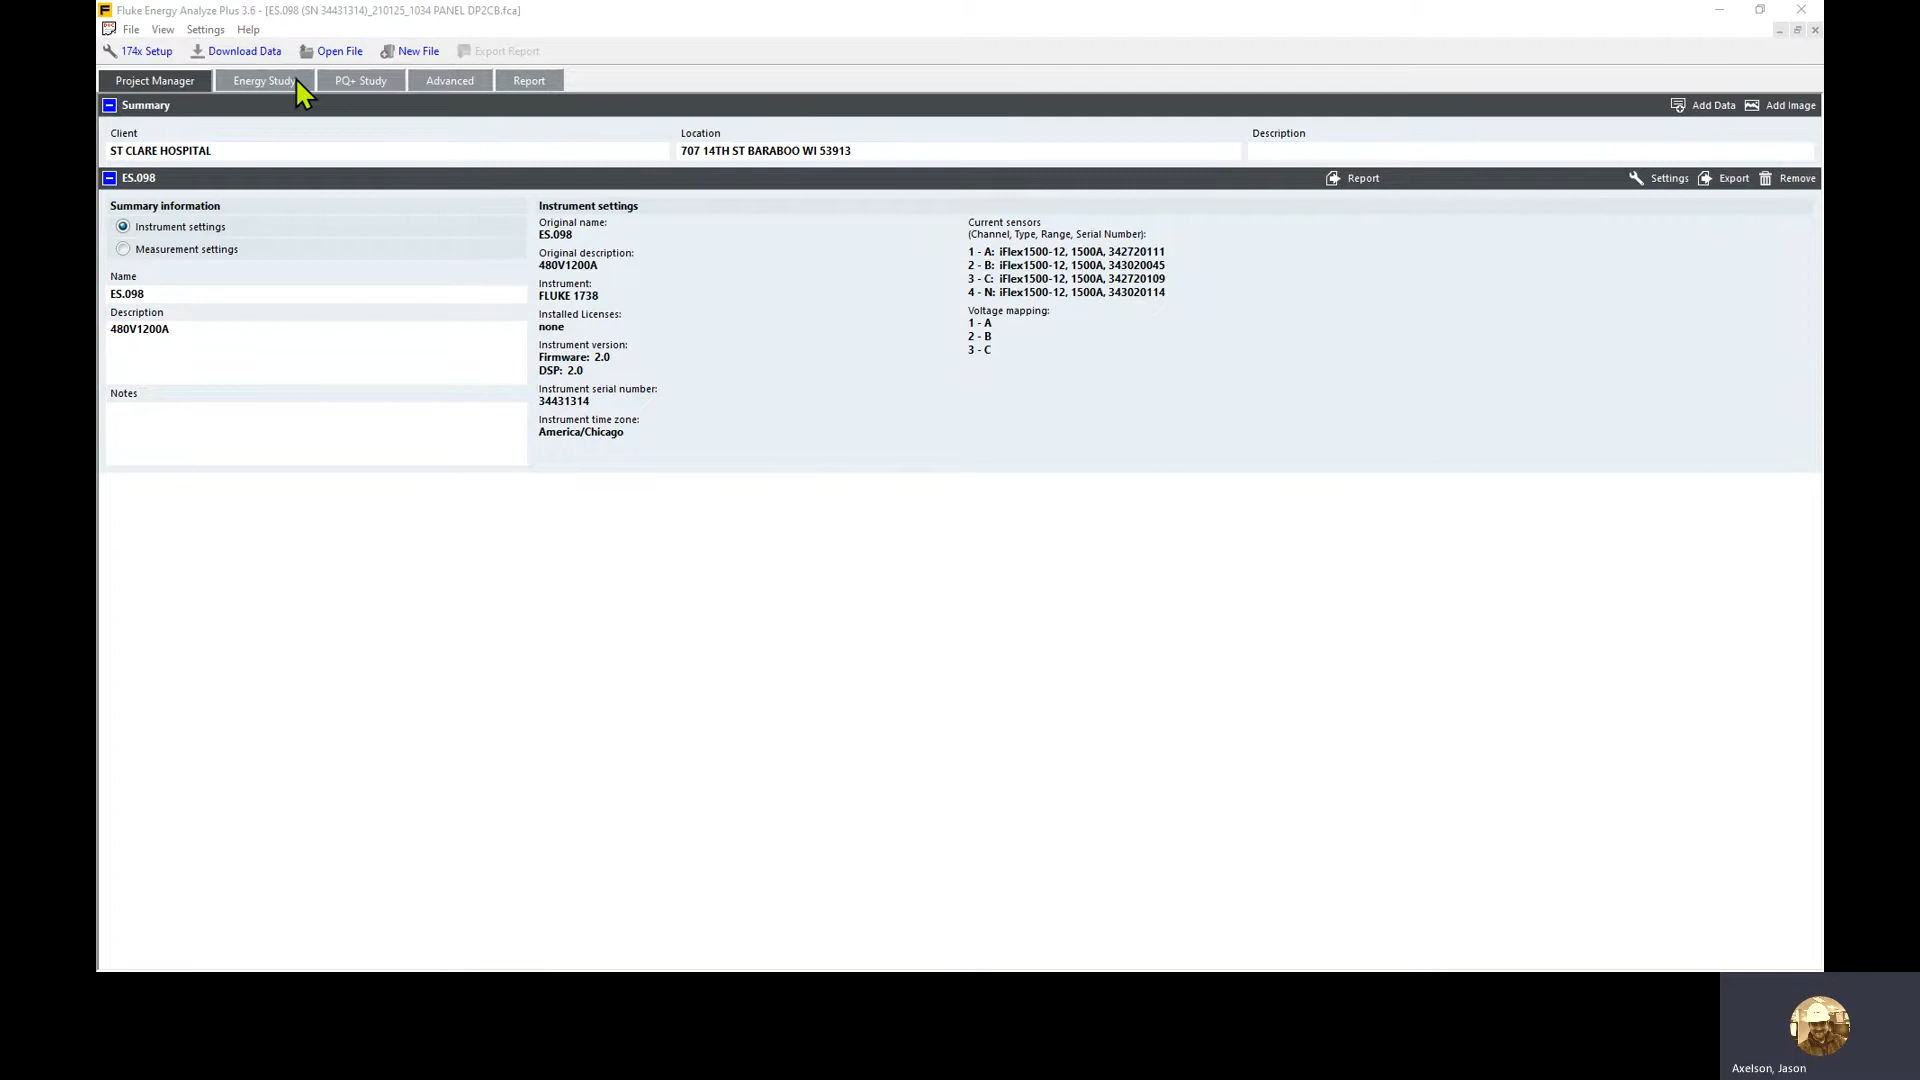 Fluke Energy Analyze Plus 3.6 - [ES.098 (SN 34431314)_210125_1034 PANEL DP2CB.fca]
File View Settings Help
174x Setup Download Data Open File New File Export Report
Project Manager Energy Study PQ+ Study Advanced Report
Summary Add Data Add Image
Client Location Description
ST CLARE HOSPITAL 707 14TH ST BARABOO WI 53913
ES.098 Report Settings Export Remove
Summary information
Instrument settings
Measurement settings
Name
ES.098
Description
480V1200A
Notes
Instrument settings
Original name:
ES.098
Original description:
480V1200A
Instrument:
FLUKE 1738
Installed Licenses:
none
Instrument version:
Firmware: 2.0
DSP: 2.0
Instrument serial number:
34431314
Instrument time zone:
America/Chicago
Current sensors
(Channel, Type, Range, Serial Number):
1 - A: iFlex1500-12, 1500A, 342720111
2 - B: iFlex1500-12, 1500A, 343020045
3 - C: iFlex1500-12, 1500A, 342720109
4 - N: iFlex1500-12, 1500A, 343020114
Voltage mapping:
1 - A
2 - B
3 - C
Axelson, Jason